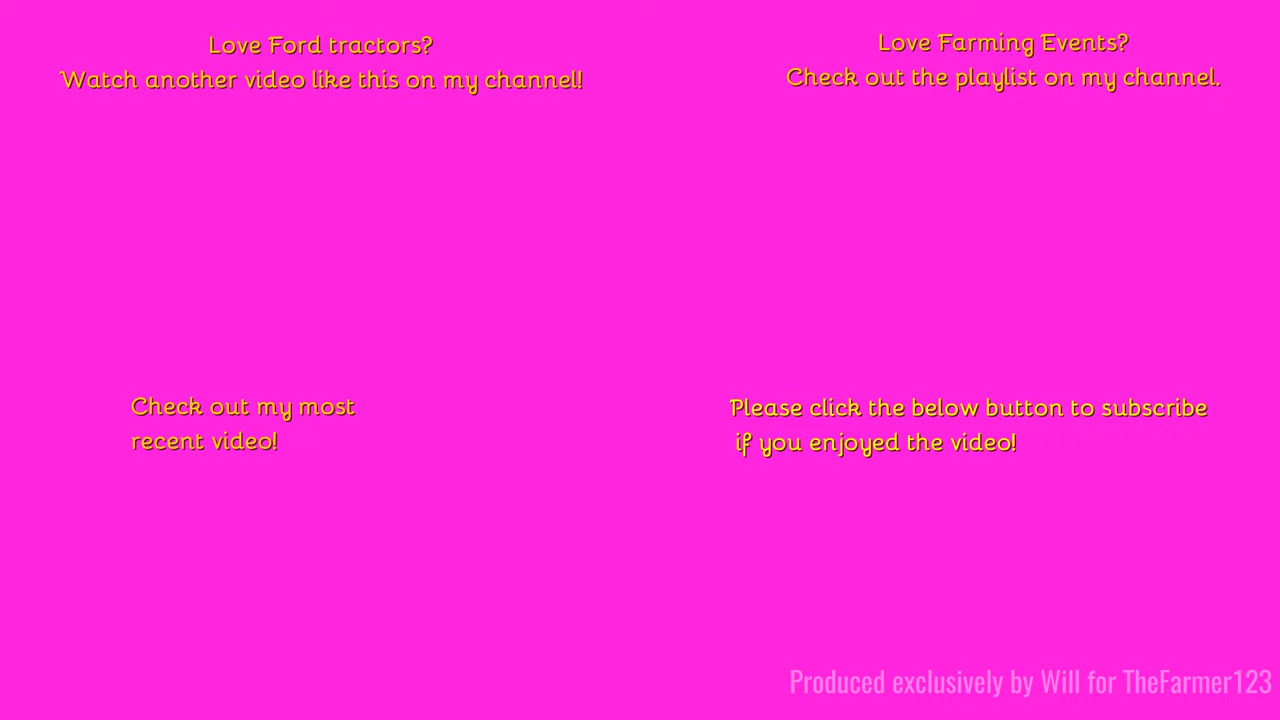 Love Ford tractors?
Watch another video like this on my channel!
Love Farming Events?
Check out the playlist on my channel.
Check out my most
recent video!
Please click the below button to subscribe
if you enjoyed the video!
Produced exclusively by Will for TheFarmer123